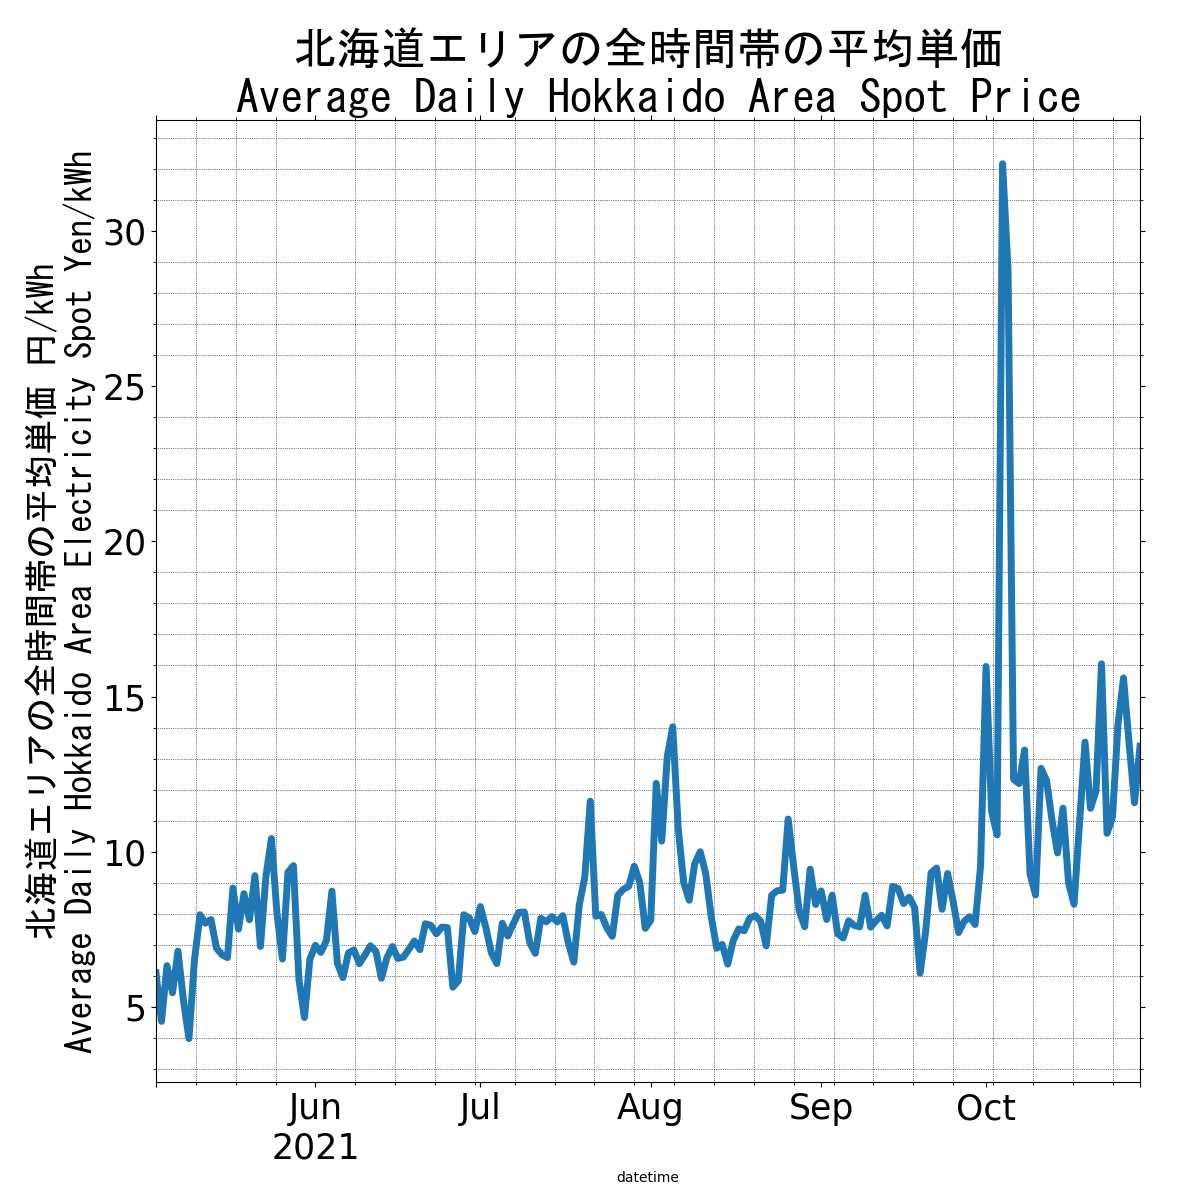 北海道エリアの全時間帯の平均単価
Average Daily Hokkaido Area Spot Price
北海道エリアの全時間帯の平均単価 円/kWh
Average Daily Hokkaido Area Electricity Spot Yen/kWh
30
25
20
15
10
5
Jun
2021
Jul
Aug
Sep
Oct
datetime